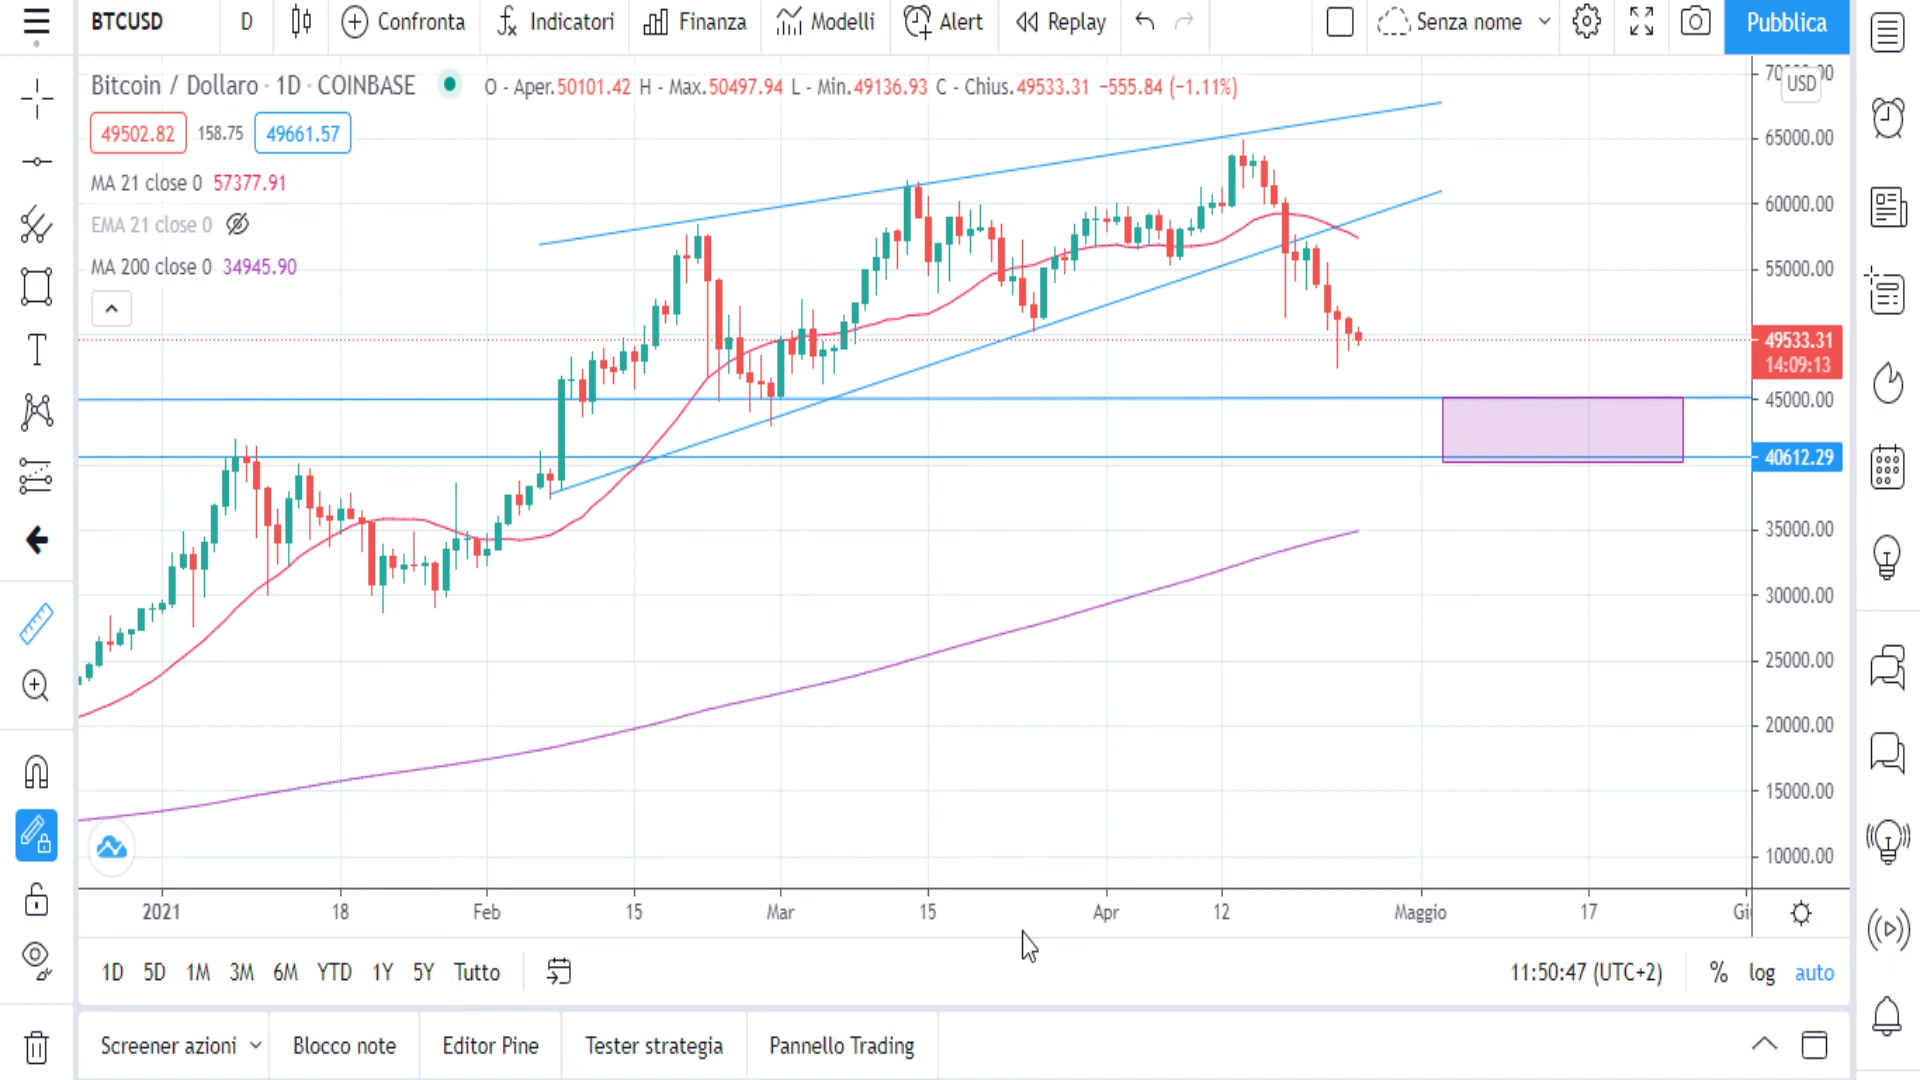 BTCUSD D Confronta Indicatori Finanza Modelli Alert Replay Senza nome Pubblica
Bitcoin / Dollaro · 1D · COINBASE O - Aper.50101.42 H - Max.50497.94 L - Min.49136.93 C - Chius.49533.31 −555.84 (−1.11%)
USD
49502.82 158.75 49661.57
MA 21 close 0 57377.91
EMA 21 close 0
MA 200 close 0 34945.90
65000.00
60000.00
55000.00
49533.31
14:09:13
45000.00
40612.29
35000.00
30000.00
25000.00
20000.00
15000.00
10000.00
2021 18 Feb 15 Mar 15 Apr 12 Maggio 17
1D 5D 1M 3M 6M YTD 1Y 5Y Tutto 11:50:47 (UTC+2) % log auto
Screener azioni Blocco note Editor Pine Tester strategia Pannello Trading